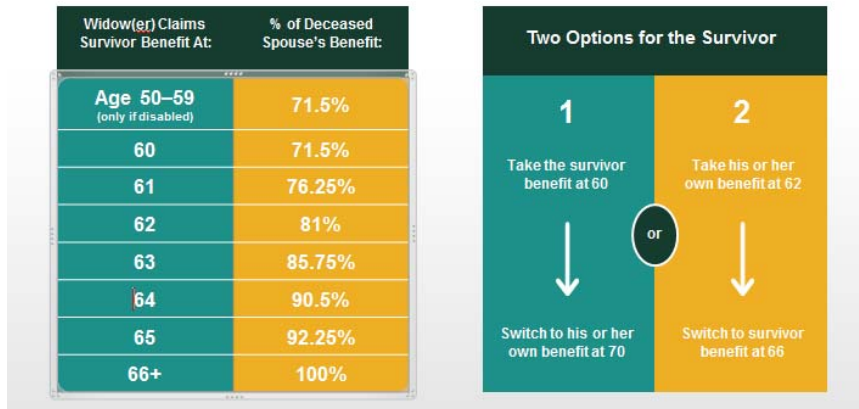 Widow(er) Claims
Survivor Benefit At:
% of Deceased
Spouse's Benefit:
Age 50–59
(only if disabled)
71.5%
60
71.5%
61
76.25%
62
81%
63
85.75%
64
90.5%
65
92.25%
66+
100%
Two Options for the Survivor
1
Take the survivor
benefit at 60
Switch to his or her
own benefit at 70
or
2
Take his or her
own benefit at 62
Switch to survivor
benefit at 66